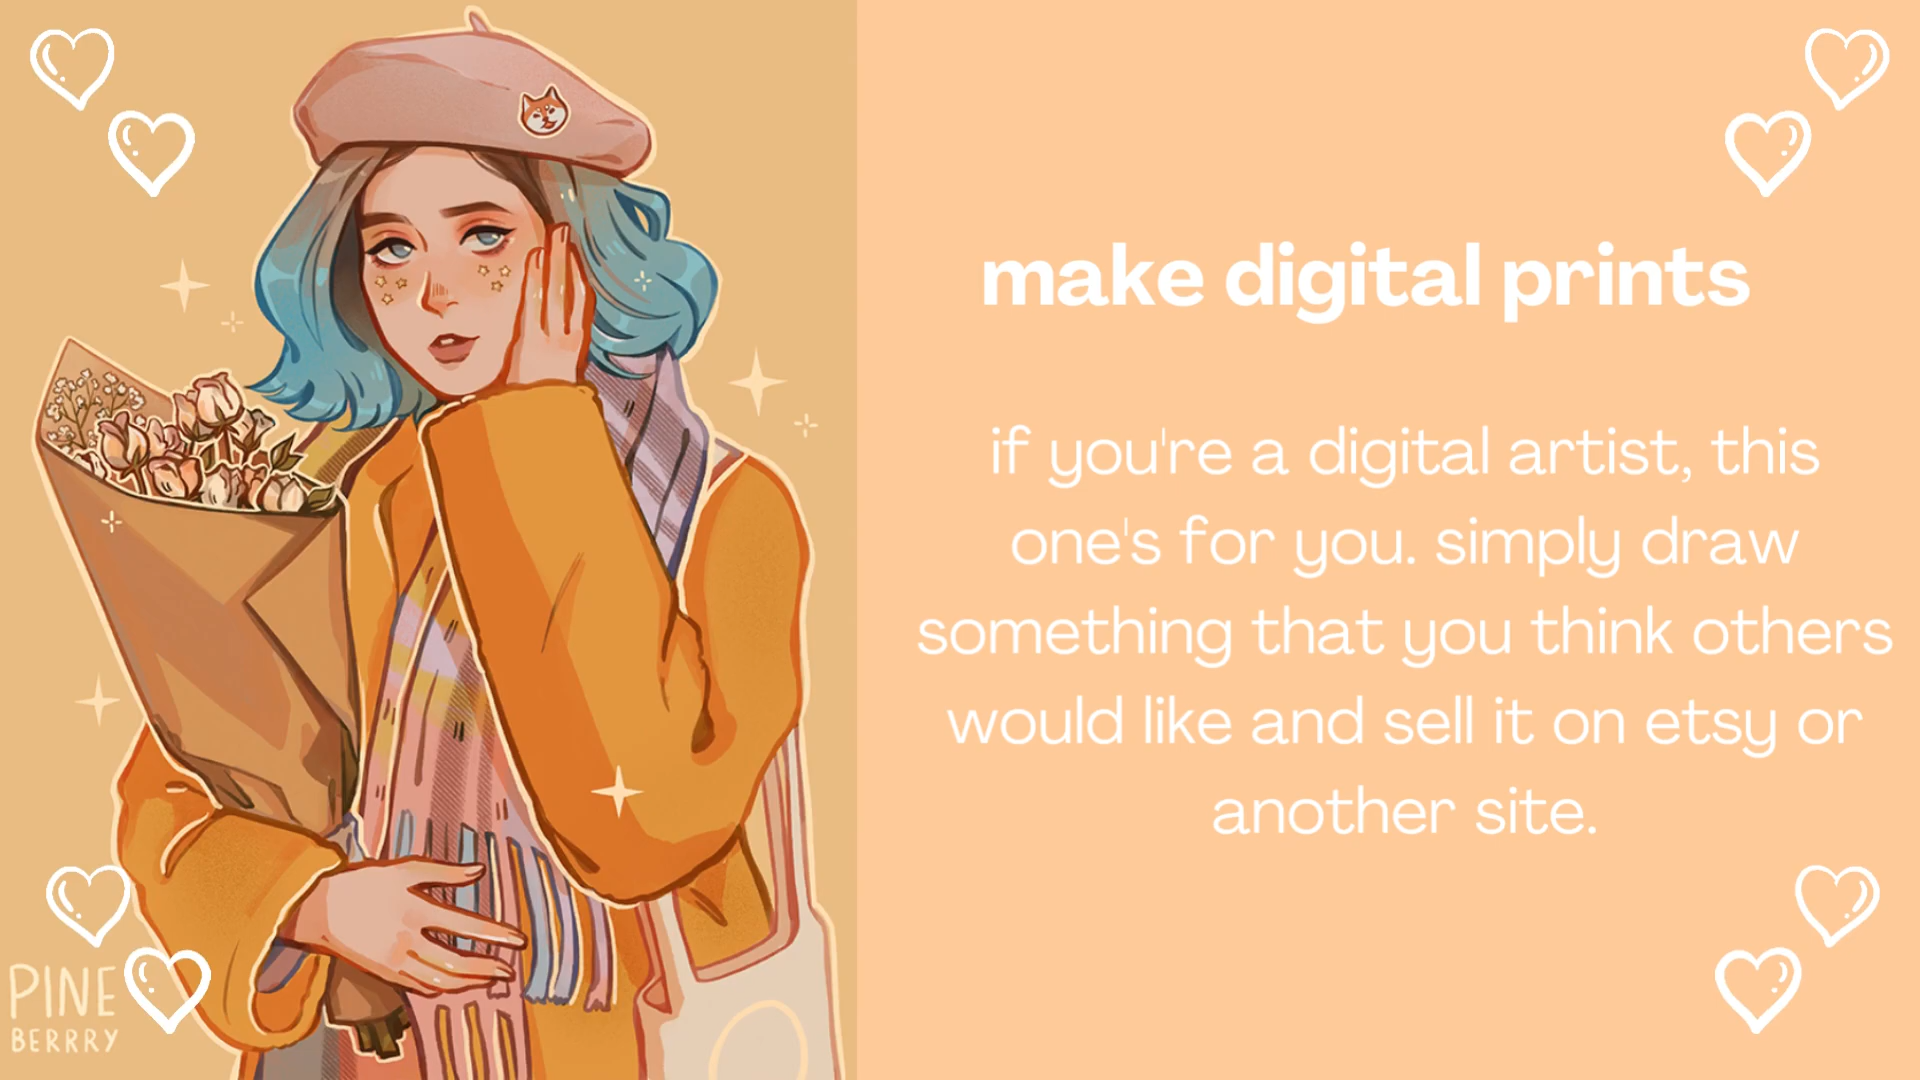 make digital prints
if you're a digital artist, this
one's for you. simply draw
something that you think others
would like and sell it on etsy or
another site.
PINE
BERRRY